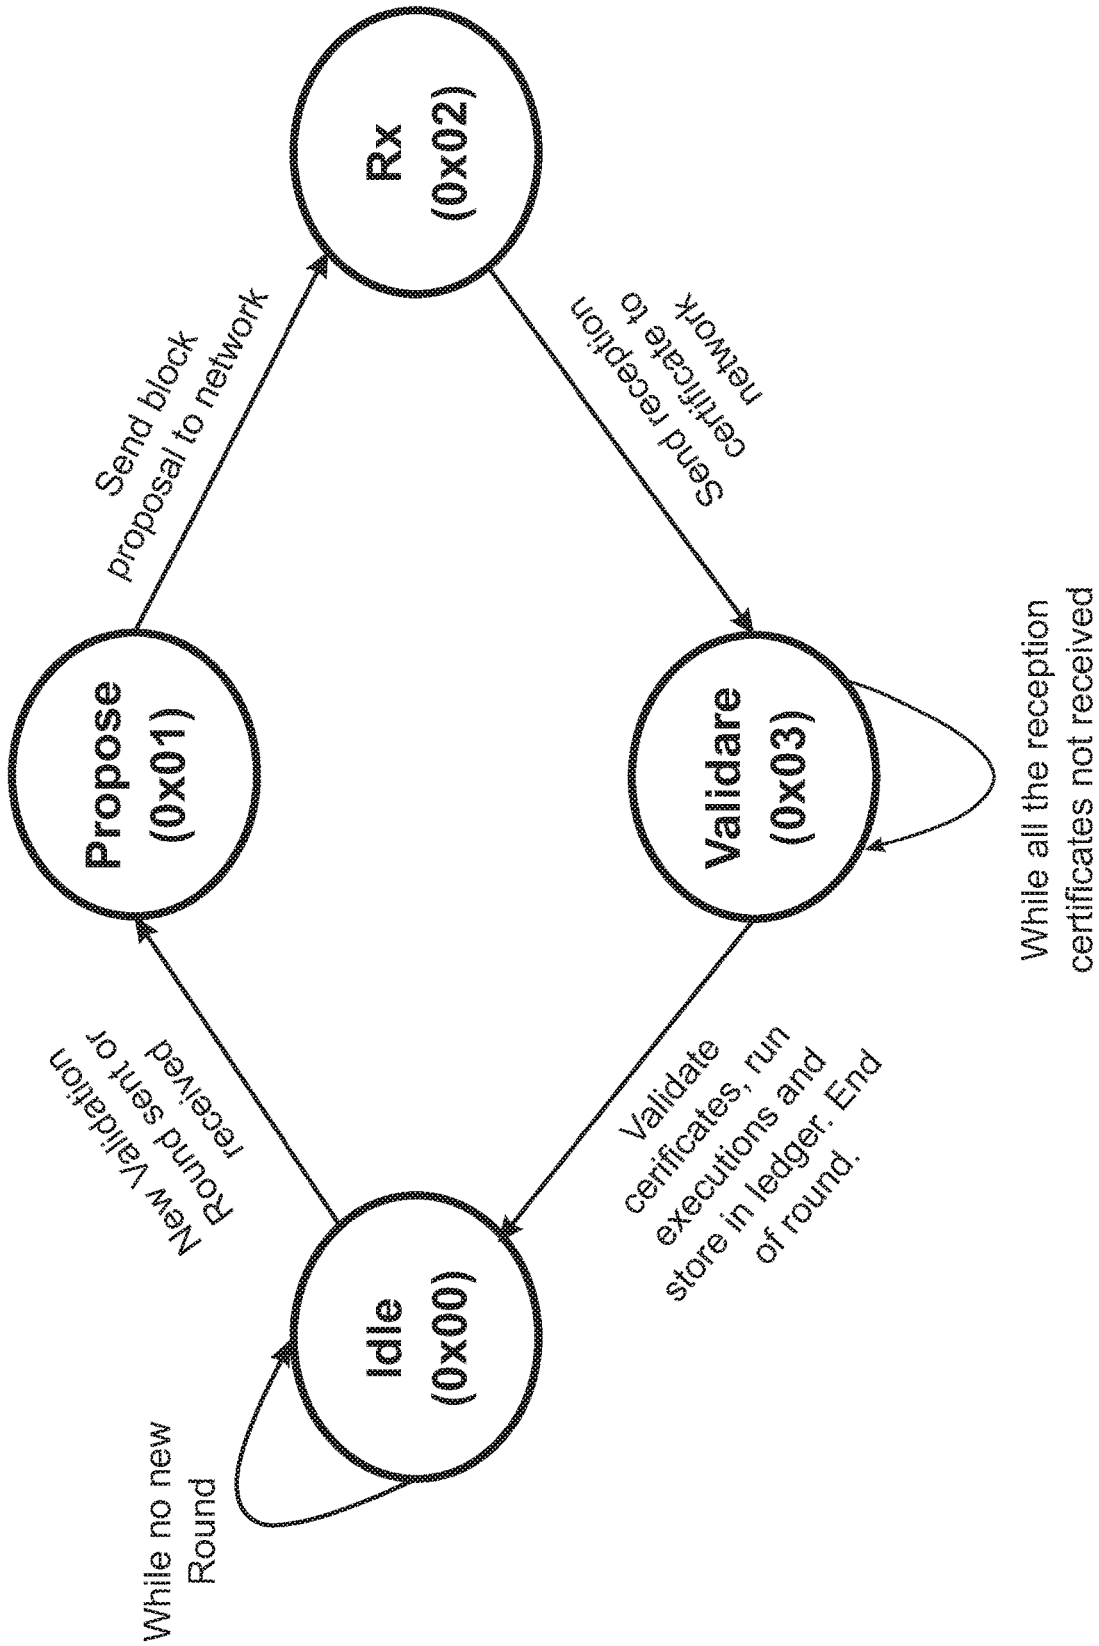 While no new
Round
Idle
(0x00)
New Validation
Round sent or
received
Propose
(0x01)
Send block
proposal to network
Rx
(0x02)
Send reception
certificate to
network
Validare
(0x03)
While all the reception
certificates not received
Validate
cerificates, run
executions and
store in ledger. End
of round.